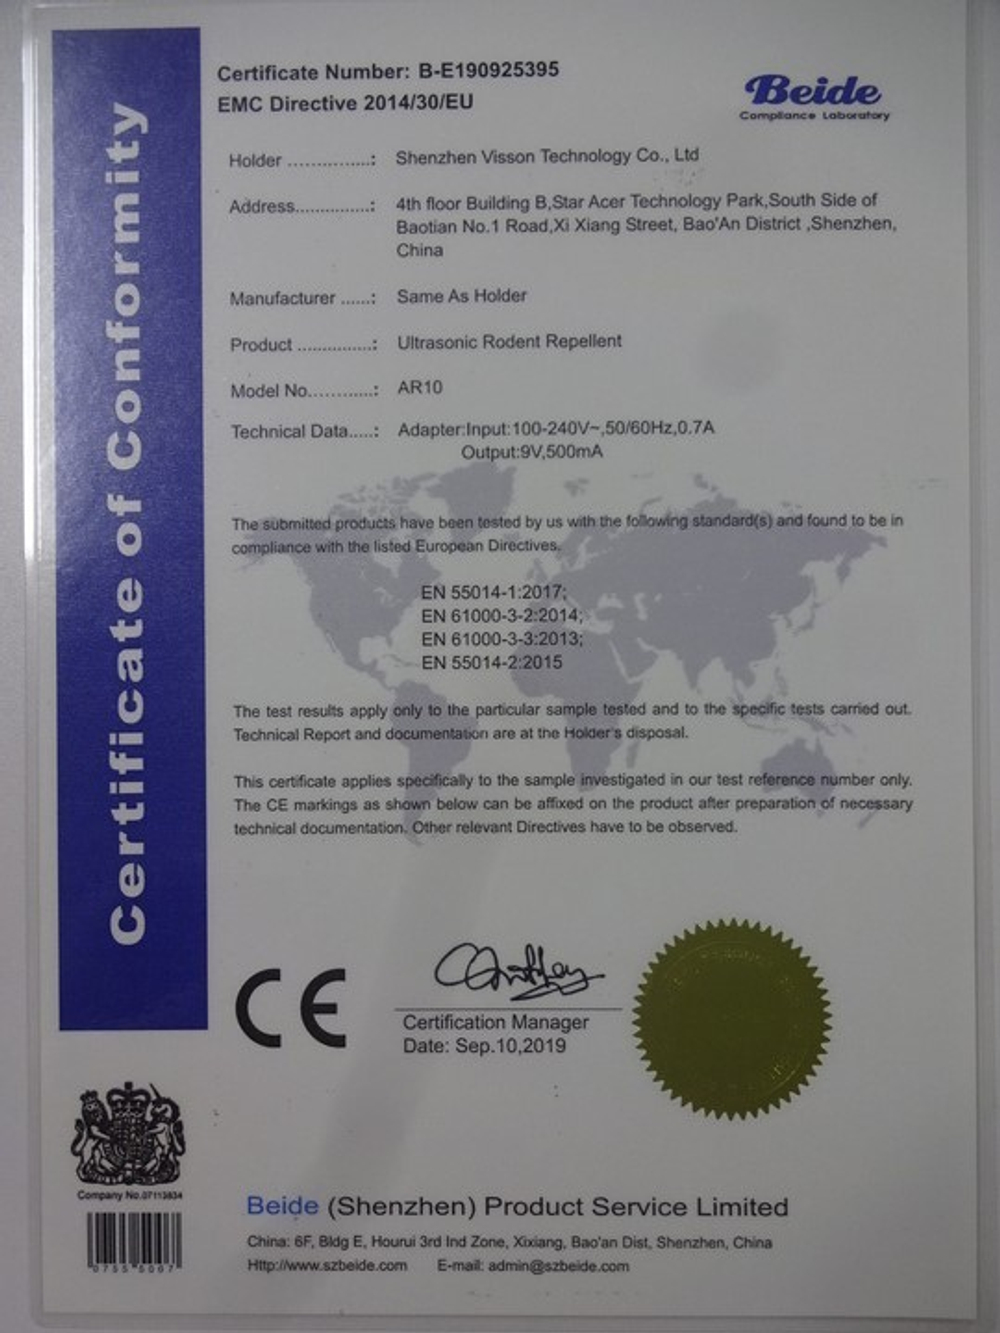 Certificate of Conformity
Certificate Number: B-E190925395
EMC Directive 2014/30/EU
Beide
Compliance Laboratory
Holder ...............: Shenzhen Visson Technology Co., Ltd
Address...............: 4th floor Building B,Star Acer Technology Park,South Side of
Baotian No.1 Road,Xi Xiang Street, Bao'An District ,Shenzhen,
China
Manufacturer ......: Same As Holder
Product ...............: Ultrasonic Rodent Repellent
Model No............: AR10
Technical Data.....: Adapter:Input:100-240V~,50/60Hz,0.7A
Output:9V,500mA
The submitted products have been tested by us with the following standard(s) and found to be in
compliance with the listed European Directives.
EN 55014-1:2017;
EN 61000-3-2:2014;
EN 61000-3-3:2013;
EN 55014-2:2015
The test results apply only to the particular sample tested and to the specific tests carried out.
Technical Report and documentation are at the Holder's disposal.
This certificate applies specifically to the sample investigated in our test reference number only.
The CE markings as shown below can be affixed on the product after preparation of necessary
technical documentation. Other relevant Directives have to be observed.
CE
Certification Manager
Date: Sep.10,2019
Company No.07113834
Beide (Shenzhen) Product Service Limited
China: 6F, Bldg E, Hourui 3rd Ind Zone, Xixiang, Bao'an Dist, Shenzhen, China
Http://www.szbeide.com E-mail: admin@szbeide.com